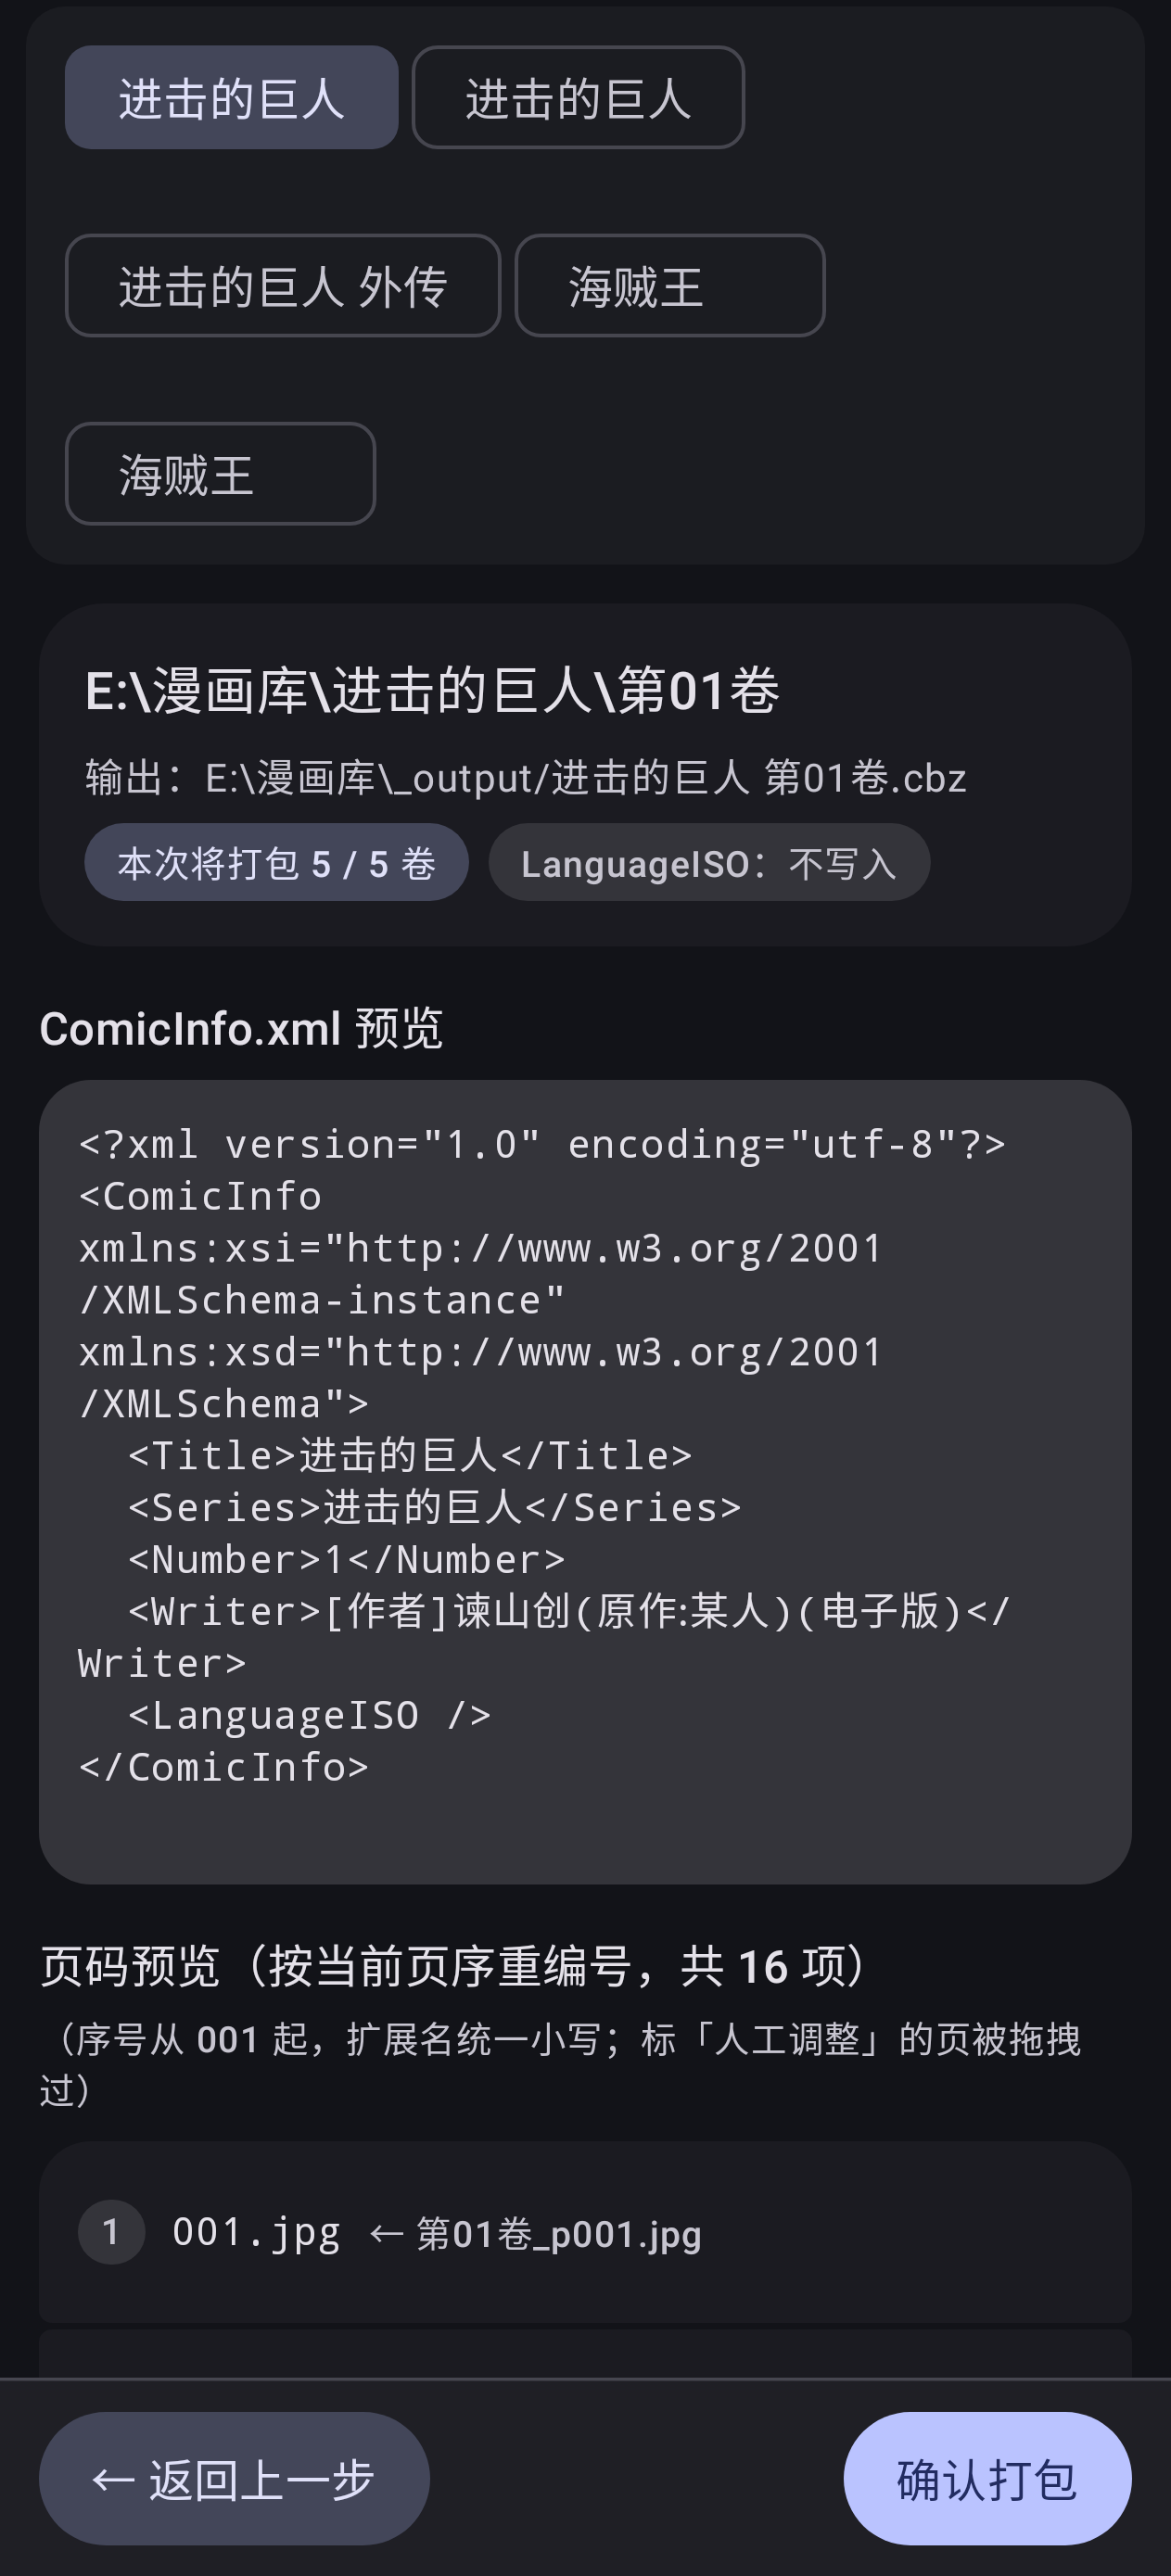 进击的巨人 进击的巨人
进击的巨人 外传 海贼王
海贼王
E:\漫画库\进击的巨人\第01卷
输出：E:\漫画库\_output/进击的巨人 第01卷.cbz
本次将打包 5 / 5 卷 LanguageISO：不写入
ComicInfo.xml 预览
<?xml version="1.0" encoding="utf-8"?>
<ComicInfo
xmlns:xsi="http://www.w3.org/2001
/XMLSchema-instance"
xmlns:xsd="http://www.w3.org/2001
/XMLSchema">
  <Title>进击的巨人</Title>
  <Series>进击的巨人</Series>
  <Number>1</Number>
  <Writer>[作者]谏山创(原作:某人)(电子版)</
Writer>
  <LanguageISO />
</ComicInfo>
页码预览（按当前页序重编号，共 16 项）
（序号从 001 起，扩展名统一小写；标「人工调整」的页被拖拽
过）
1 001.jpg ← 第01卷_p001.jpg
← 返回上一步 确认打包